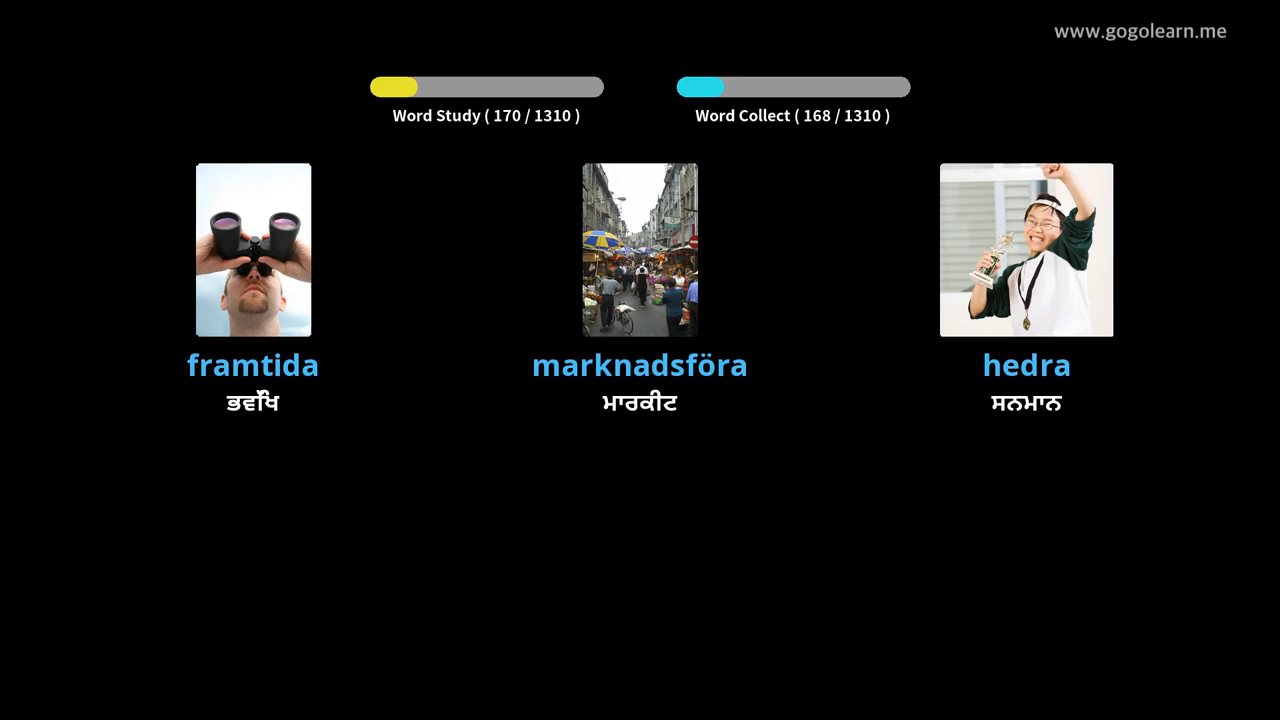 www.gogolearn.me
Word Study ( 170 / 1310 )
Word Collect ( 168 / 1310 )
framtida
marknadsföra
hedra
ਭਵਿੱਖ
ਮਾਰਕੀਟ
ਸਨਮਾਨ